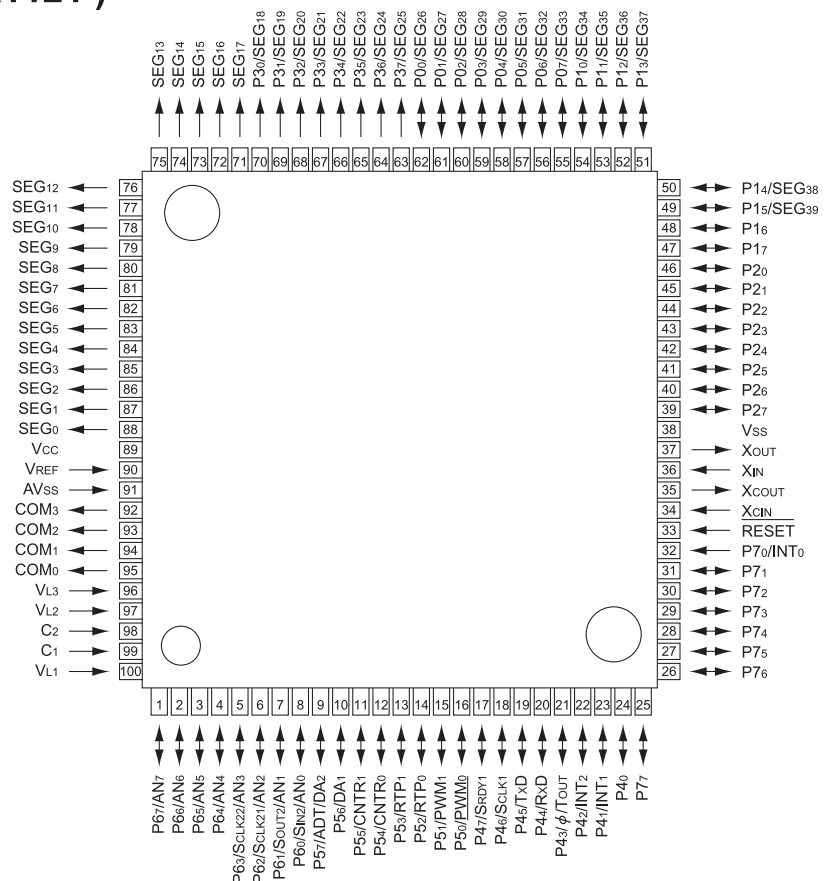 SEG13
SEG14
SEG15
SEG16
SEG17
P30/SEG18
P31/SEG19
P32/SEG20
P33/SEG21
P34/SEG22
P35/SEG23
P36/SEG24
P37/SEG25
P00/SEG26
P01/SEG27
P02/SEG28
P03/SEG29
P04/SEG30
P05/SEG31
P06/SEG32
P07/SEG33
P10/SEG34
P11/SEG35
P12/SEG36
P13/SEG37
75 74 73 72 71 70 69 68 67 66 65 64 63 62 61 60 59 58 57 56 55 54 53 52 51
SEG12 76
SEG11 77
SEG10 78
SEG9 79
SEG8 80
SEG7 81
SEG6 82
SEG5 83
SEG4 84
SEG3 85
SEG2 86
SEG1 87
SEG0 88
VCC 89
VREF 90
AVSS 91
COM3 92
COM2 93
COM1 94
COM0 95
VL3 96
VL2 97
C2 98
C1 99
VL1 100
50 P14/SEG38
49 P15/SEG39
48 P16
47 P17
46 P20
45 P21
44 P22
43 P23
42 P24
41 P25
40 P26
39 P27
38 VSS
37 XOUT
36 XIN
35 XCOUT
34 XCIN
33 RESET
32 P70/INT0
31 P71
30 P72
29 P73
28 P74
27 P75
26 P76
1 2 3 4 5 6 7 8 9 10 11 12 13 14 15 16 17 18 19 20 21 22 23 24 25
P67/AN7
P66/AN6
P65/AN5
P64/AN4
P63/SCLK22/AN3
P62/SCLK21/AN2
P61/SOUT2/AN1
P60/SIN2/AN0
P57/ADT/DA2
P56/DA1
P55/CNTR1
P54/CNTR0
P53/RTP1
P52/RTP0
P51/PWM1
P50/PWM0
P47/SRDY1
P46/SCLK1
P45/TxD
P44/RxD
P43/ϕ/TOUT
P42/INT2
P41/INT1
P40
P77